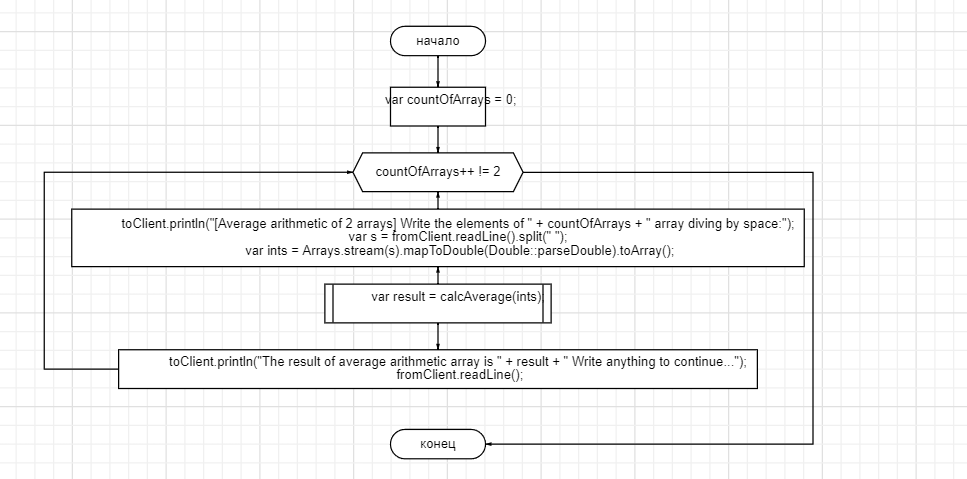 начало
var countOfArrays = 0;
countOfArrays++ != 2
toClient.println("[Average arithmetic of 2 arrays] Write the elements of " + countOfArrays + " array diving by space:");
var s = fromClient.readLine().split(" ");
var ints = Arrays.stream(s).mapToDouble(Double::parseDouble).toArray();
var result = calcAverage(ints);
toClient.println("The result of average arithmetic array is " + result + " Write anything to continue...");
fromClient.readLine();
конец